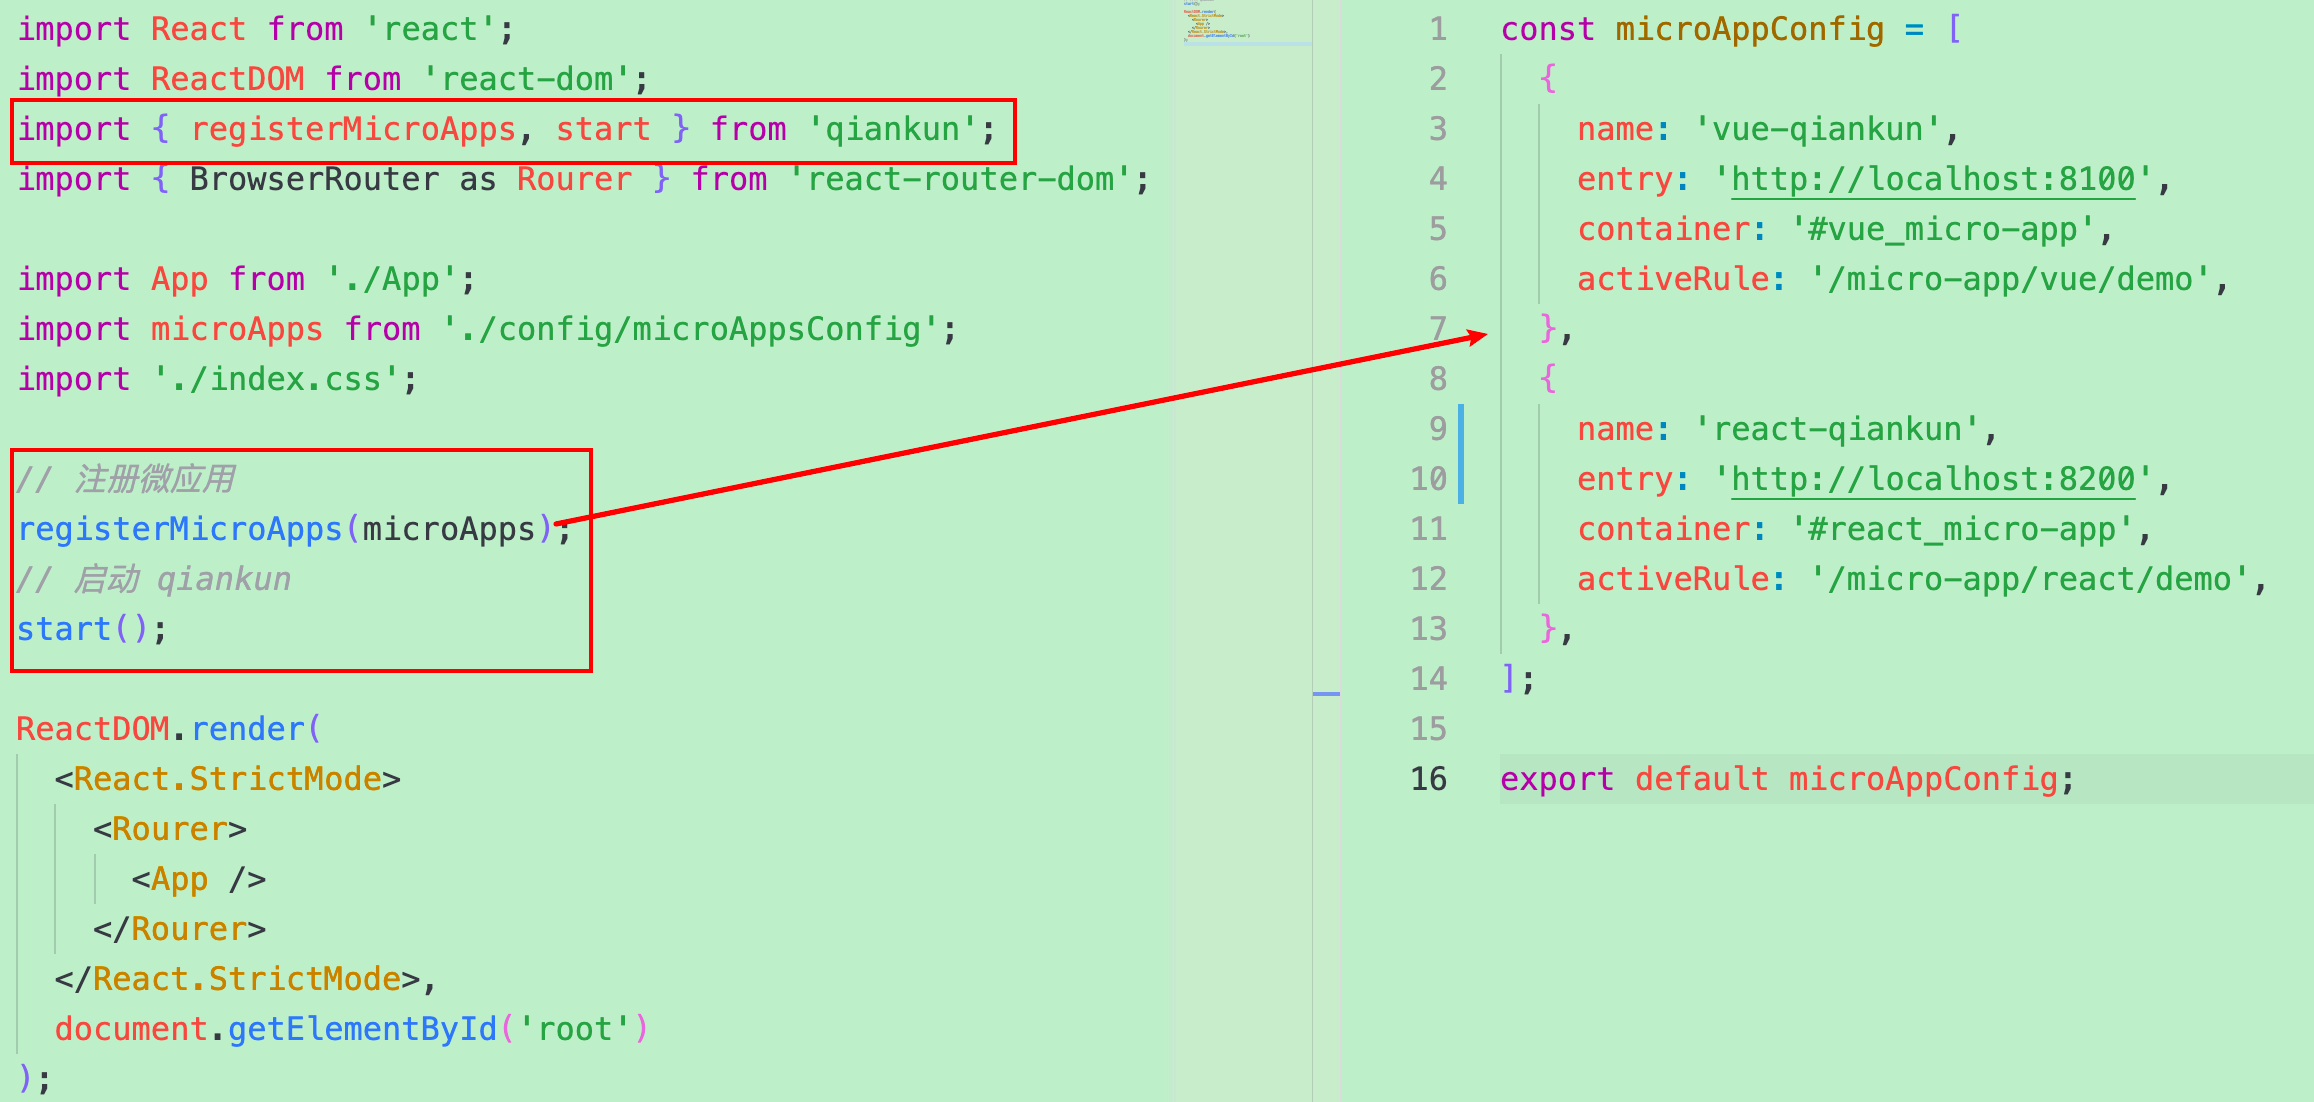 import React from 'react';
import ReactDOM from 'react-dom';
import { registerMicroApps, start } from 'qiankun';
import { BrowserRouter as Rourer } from 'react-router-dom';
import App from './App';
import microApps from './config/microAppsConfig';
import './index.css';
// 注册微应用
registerMicroApps(microApps);
// 启动 qiankun
start();
ReactDOM.render(
<React.StrictMode>
<Rourer>
<App />
</Rourer>
</React.StrictMode>,
document.getElementById('root')
);
1 const microAppConfig = [
2 {
3 name: 'vue-qiankun',
4 entry: 'http://localhost:8100',
5 container: '#vue_micro-app',
6 activeRule: '/micro-app/vue/demo',
7 },
8 {
9 name: 'react-qiankun',
10 entry: 'http://localhost:8200',
11 container: '#react_micro-app',
12 activeRule: '/micro-app/react/demo',
13 },
14 ];
15
16 export default microAppConfig;